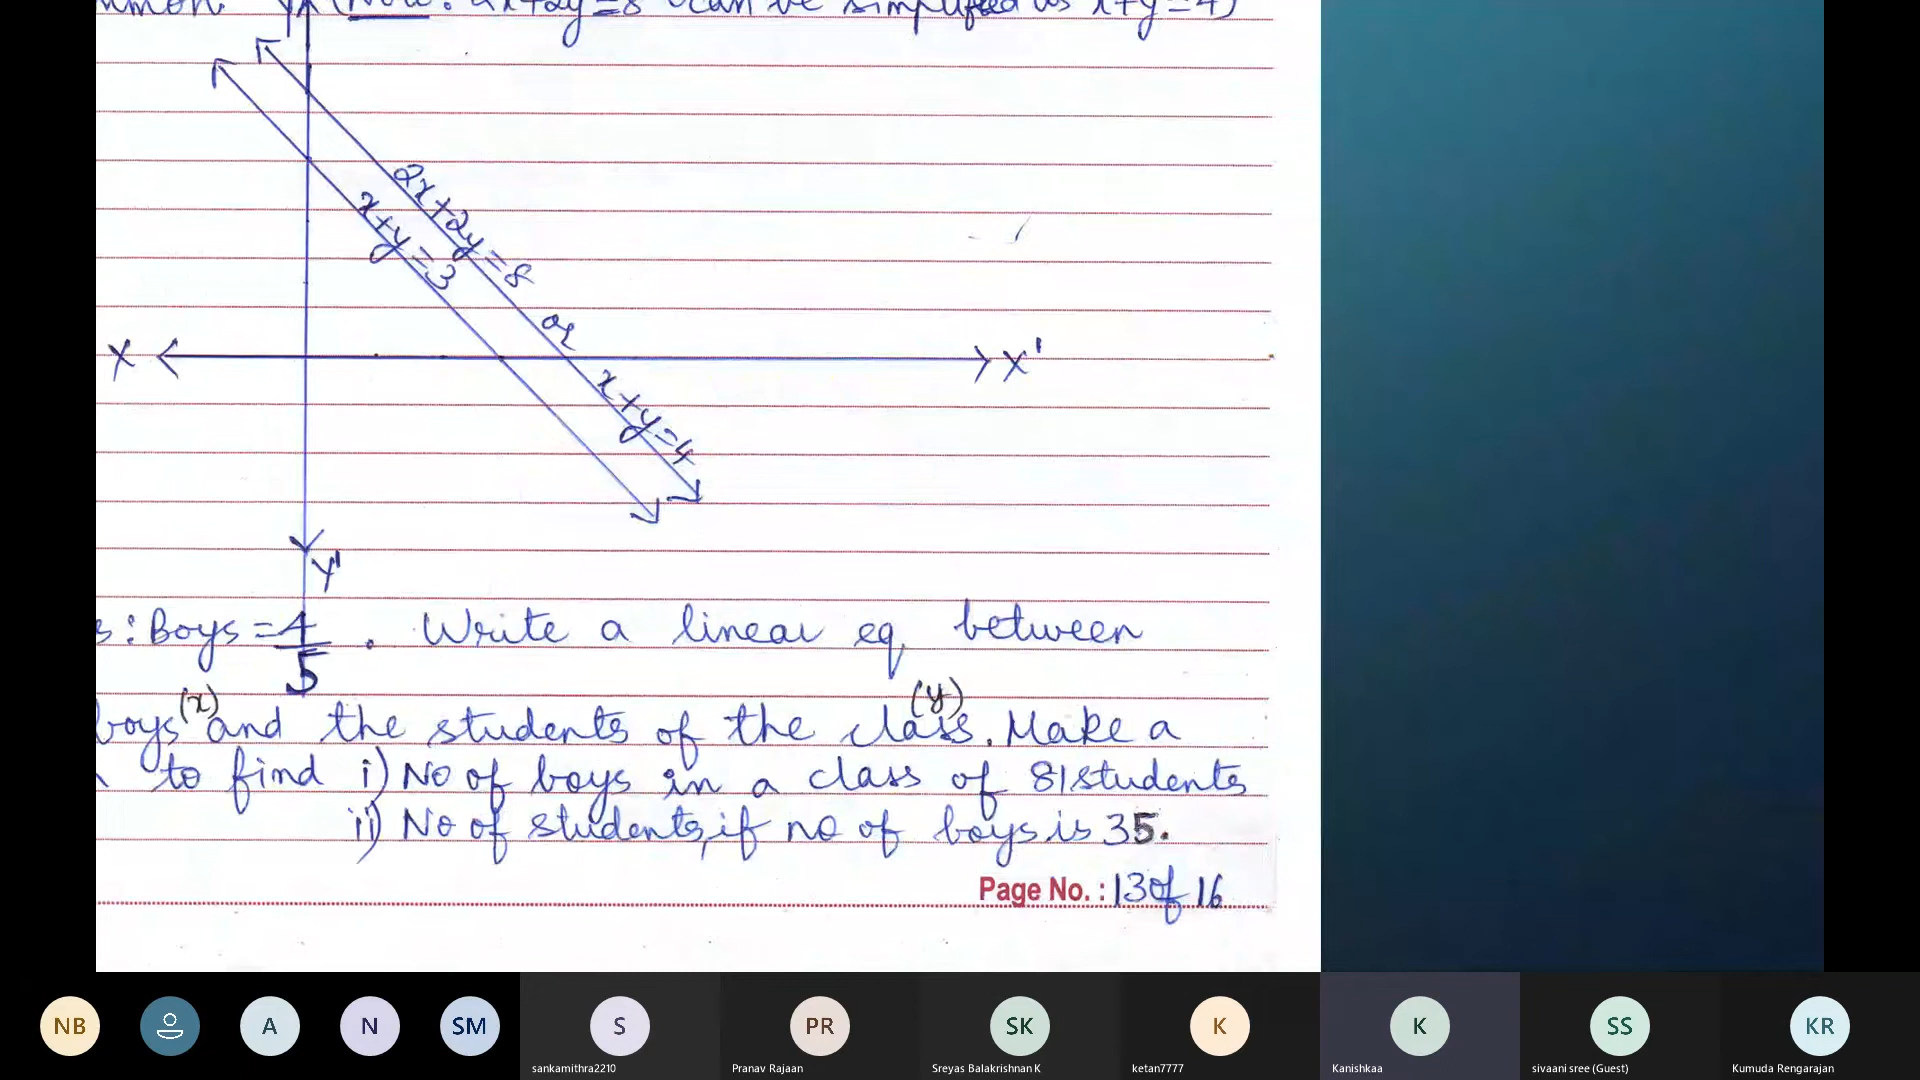 (Note: 2x+2y=8 can be simplified as x+y=4)
2x+2y=8
x+y=3
or
x+y=4
X
X'
Y'
s: Boys = 4/5 . Write a linear eq between
(x) (y)
boys and the students of the class. Make a
to find i) No of boys in a class of 81 students
ii) No of students, if no of boys is 35.
Page No. : 13 of 16
NB
A
N
SM
S
PR
SK
K
K
SS
KR
sankamithra2210
Pranav Rajaan
Sreyas Balakrishnan K
ketan7777
Kanishkaa
sivaani sree (Guest)
Kumuda Rengarajan